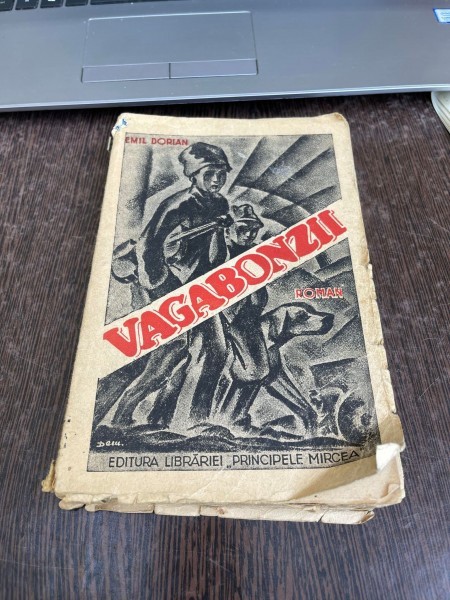 EMIL DORIAN
VAGABONZII
ROMAN
EDITURA LIBRĂRIEI „PRINCIPELE MIRCEA"